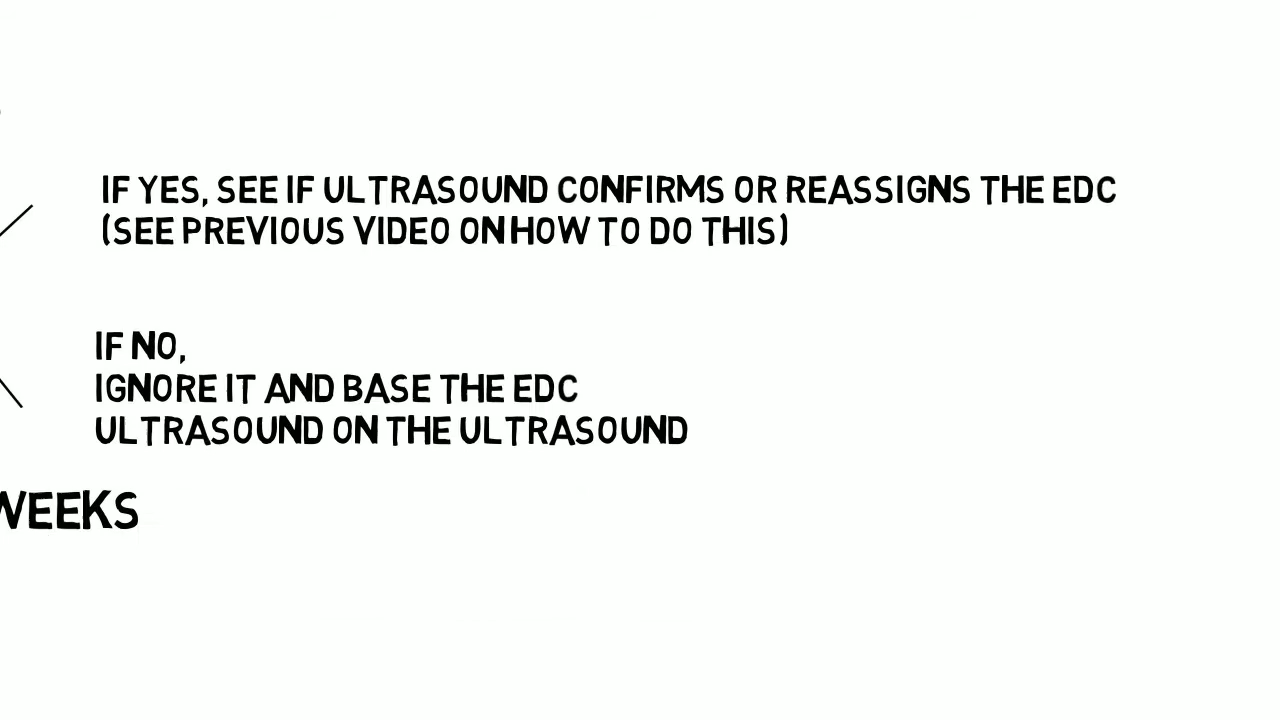 IF YES, SEE IF ULTRASOUND CONFIRMS OR REASSIGNS THE EDC
(SEE PREVIOUS VIDEO ON HOW TO DO THIS)
IF NO,
IGNORE IT AND BASE THE EDC
ULTRASOUND ON THE ULTRASOUND
WEEKS